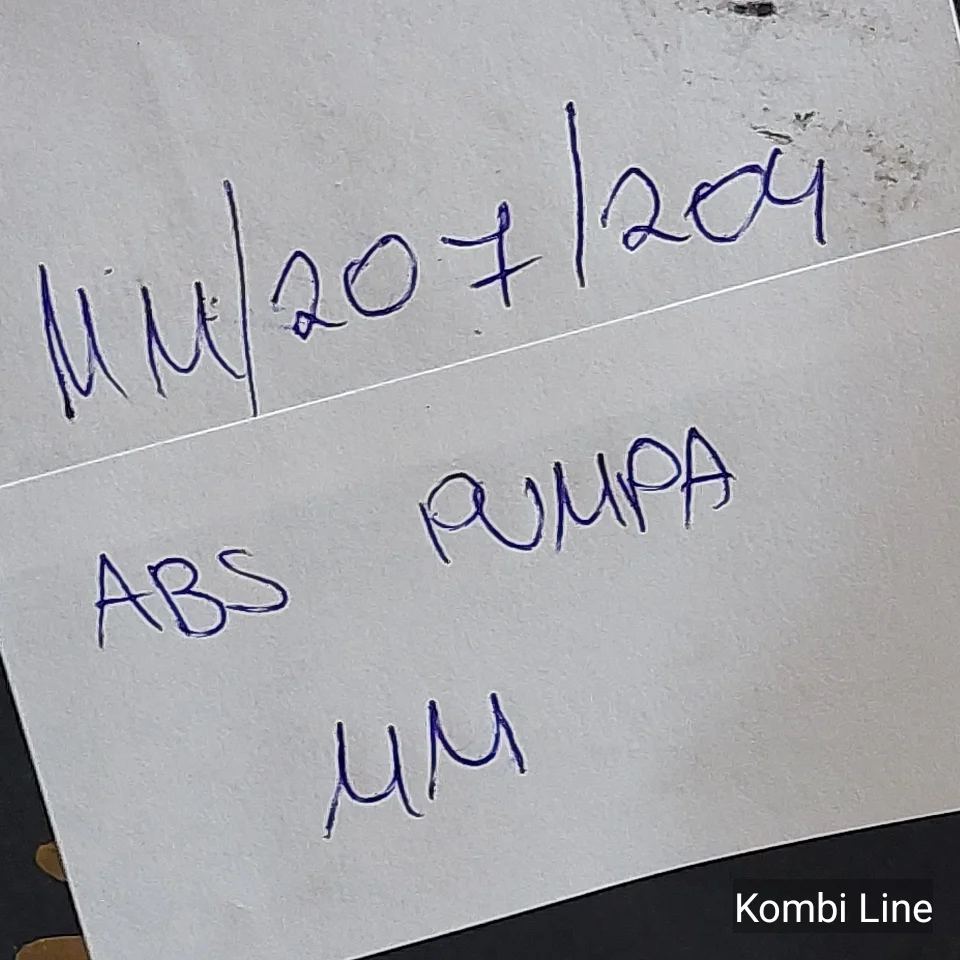 MM/207/204
ABS PUMPA
MM
Kombi Line